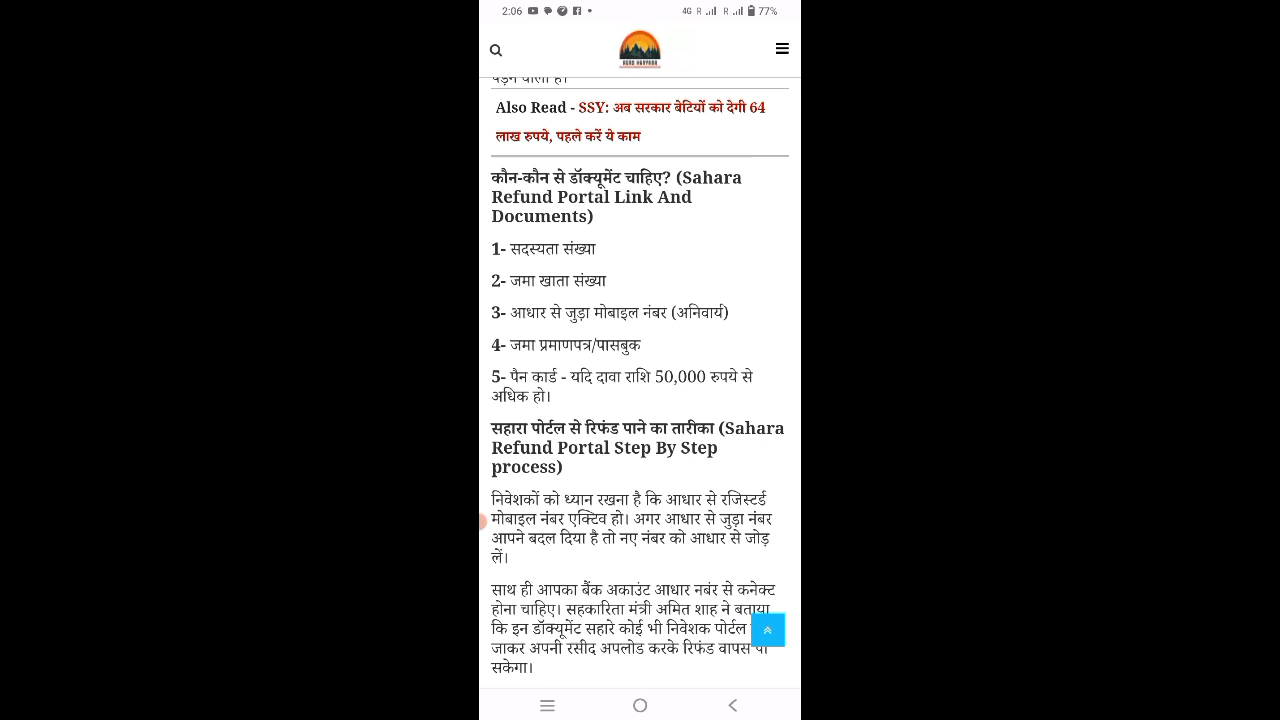 2:06 4G R R 77%
AGRO HARYANA
पड़ने वाला है।
Also Read - SSY: अब सरकार बेटियों को देगी 64
लाख रुपये, पहले करें ये काम
कौन-कौन से डॉक्यूमेंट चाहिए? (Sahara
Refund Portal Link And
Documents)
1- सदस्यता संख्या
2- जमा खाता संख्या
3- आधार से जुड़ा मोबाइल नंबर (अनिवार्य)
4- जमा प्रमाणपत्र/पासबुक
5- पैन कार्ड - यदि दावा राशि 50,000 रुपये से
अधिक हो।
सहारा पोर्टल से रिफंड पाने का तारीका (Sahara
Refund Portal Step By Step
process)
निवेशकों को ध्यान रखना है कि आधार से रजिस्टर्ड
मोबाइल नंबर एक्टिव हो। अगर आधार से जुड़ा नंबर
आपने बदल दिया है तो नए नंबर को आधार से जोड़
लें।
साथ ही आपका बैंक अकाउंट आधार नबंर से कनेक्ट
होना चाहिए। सहकारिता मंत्री अमित शाह ने बताया
कि इन डॉक्यूमेंट सहारे कोई भी निवेशक पोर्टल
जाकर अपनी रसीद अपलोड करके रिफंड वापस पा
सकेगा।